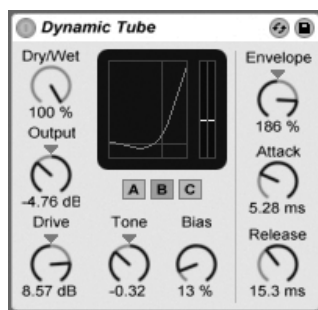 Dynamic Tube
Dry/Wet
100 %
Output
-4.76 dB
A B C
Drive
8.57 dB
Tone
-0.32
Bias
13 %
Envelope
186 %
Attack
5.28 ms
Release
15.3 ms